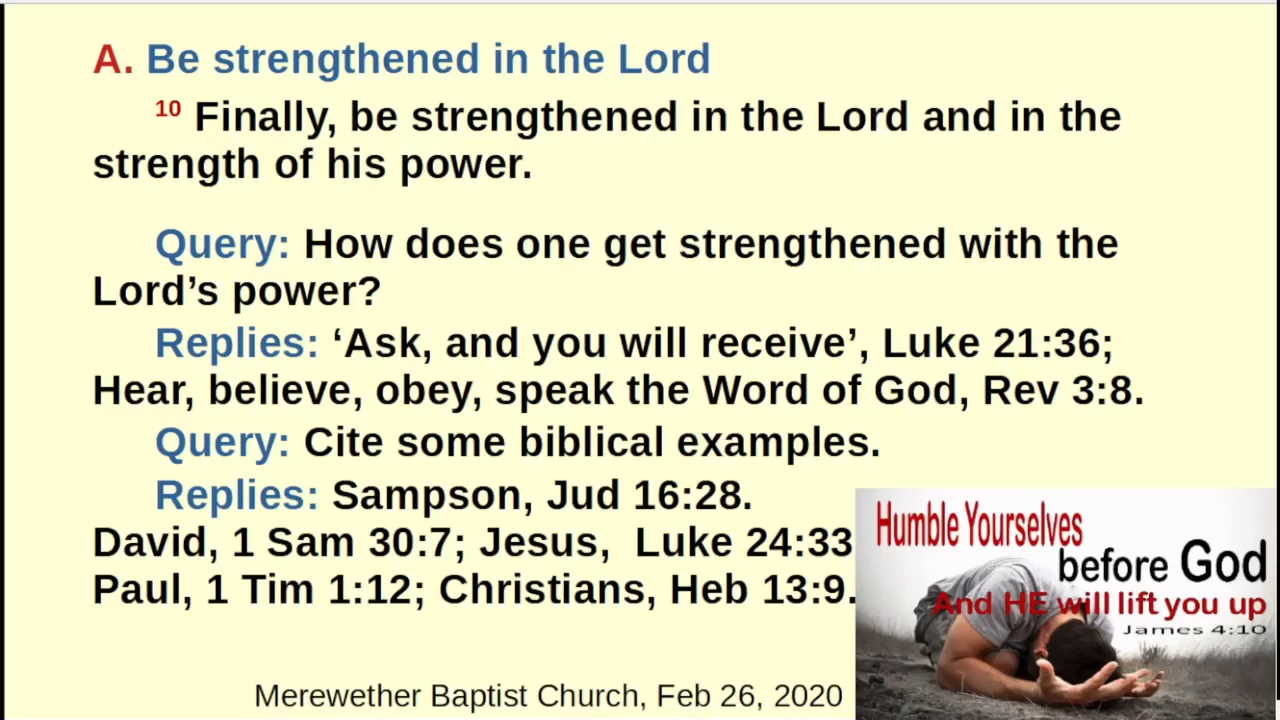 A. Be strengthened in the Lord
10 Finally, be strengthened in the Lord and in the
strength of his power.
Query: How does one get strengthened with the
Lord’s power?
Replies: ‘Ask, and you will receive’, Luke 21:36;
Hear, believe, obey, speak the Word of God, Rev 3:8.
Query: Cite some biblical examples.
Replies: Sampson, Jud 16:28.
David, 1 Sam 30:7; Jesus,  Luke 24:33
Paul, 1 Tim 1:12; Christians, Heb 13:9.
Humble Yourselves
before God
And HE will lift you up
James 4:10
Merewether Baptist Church, Feb 26, 2020